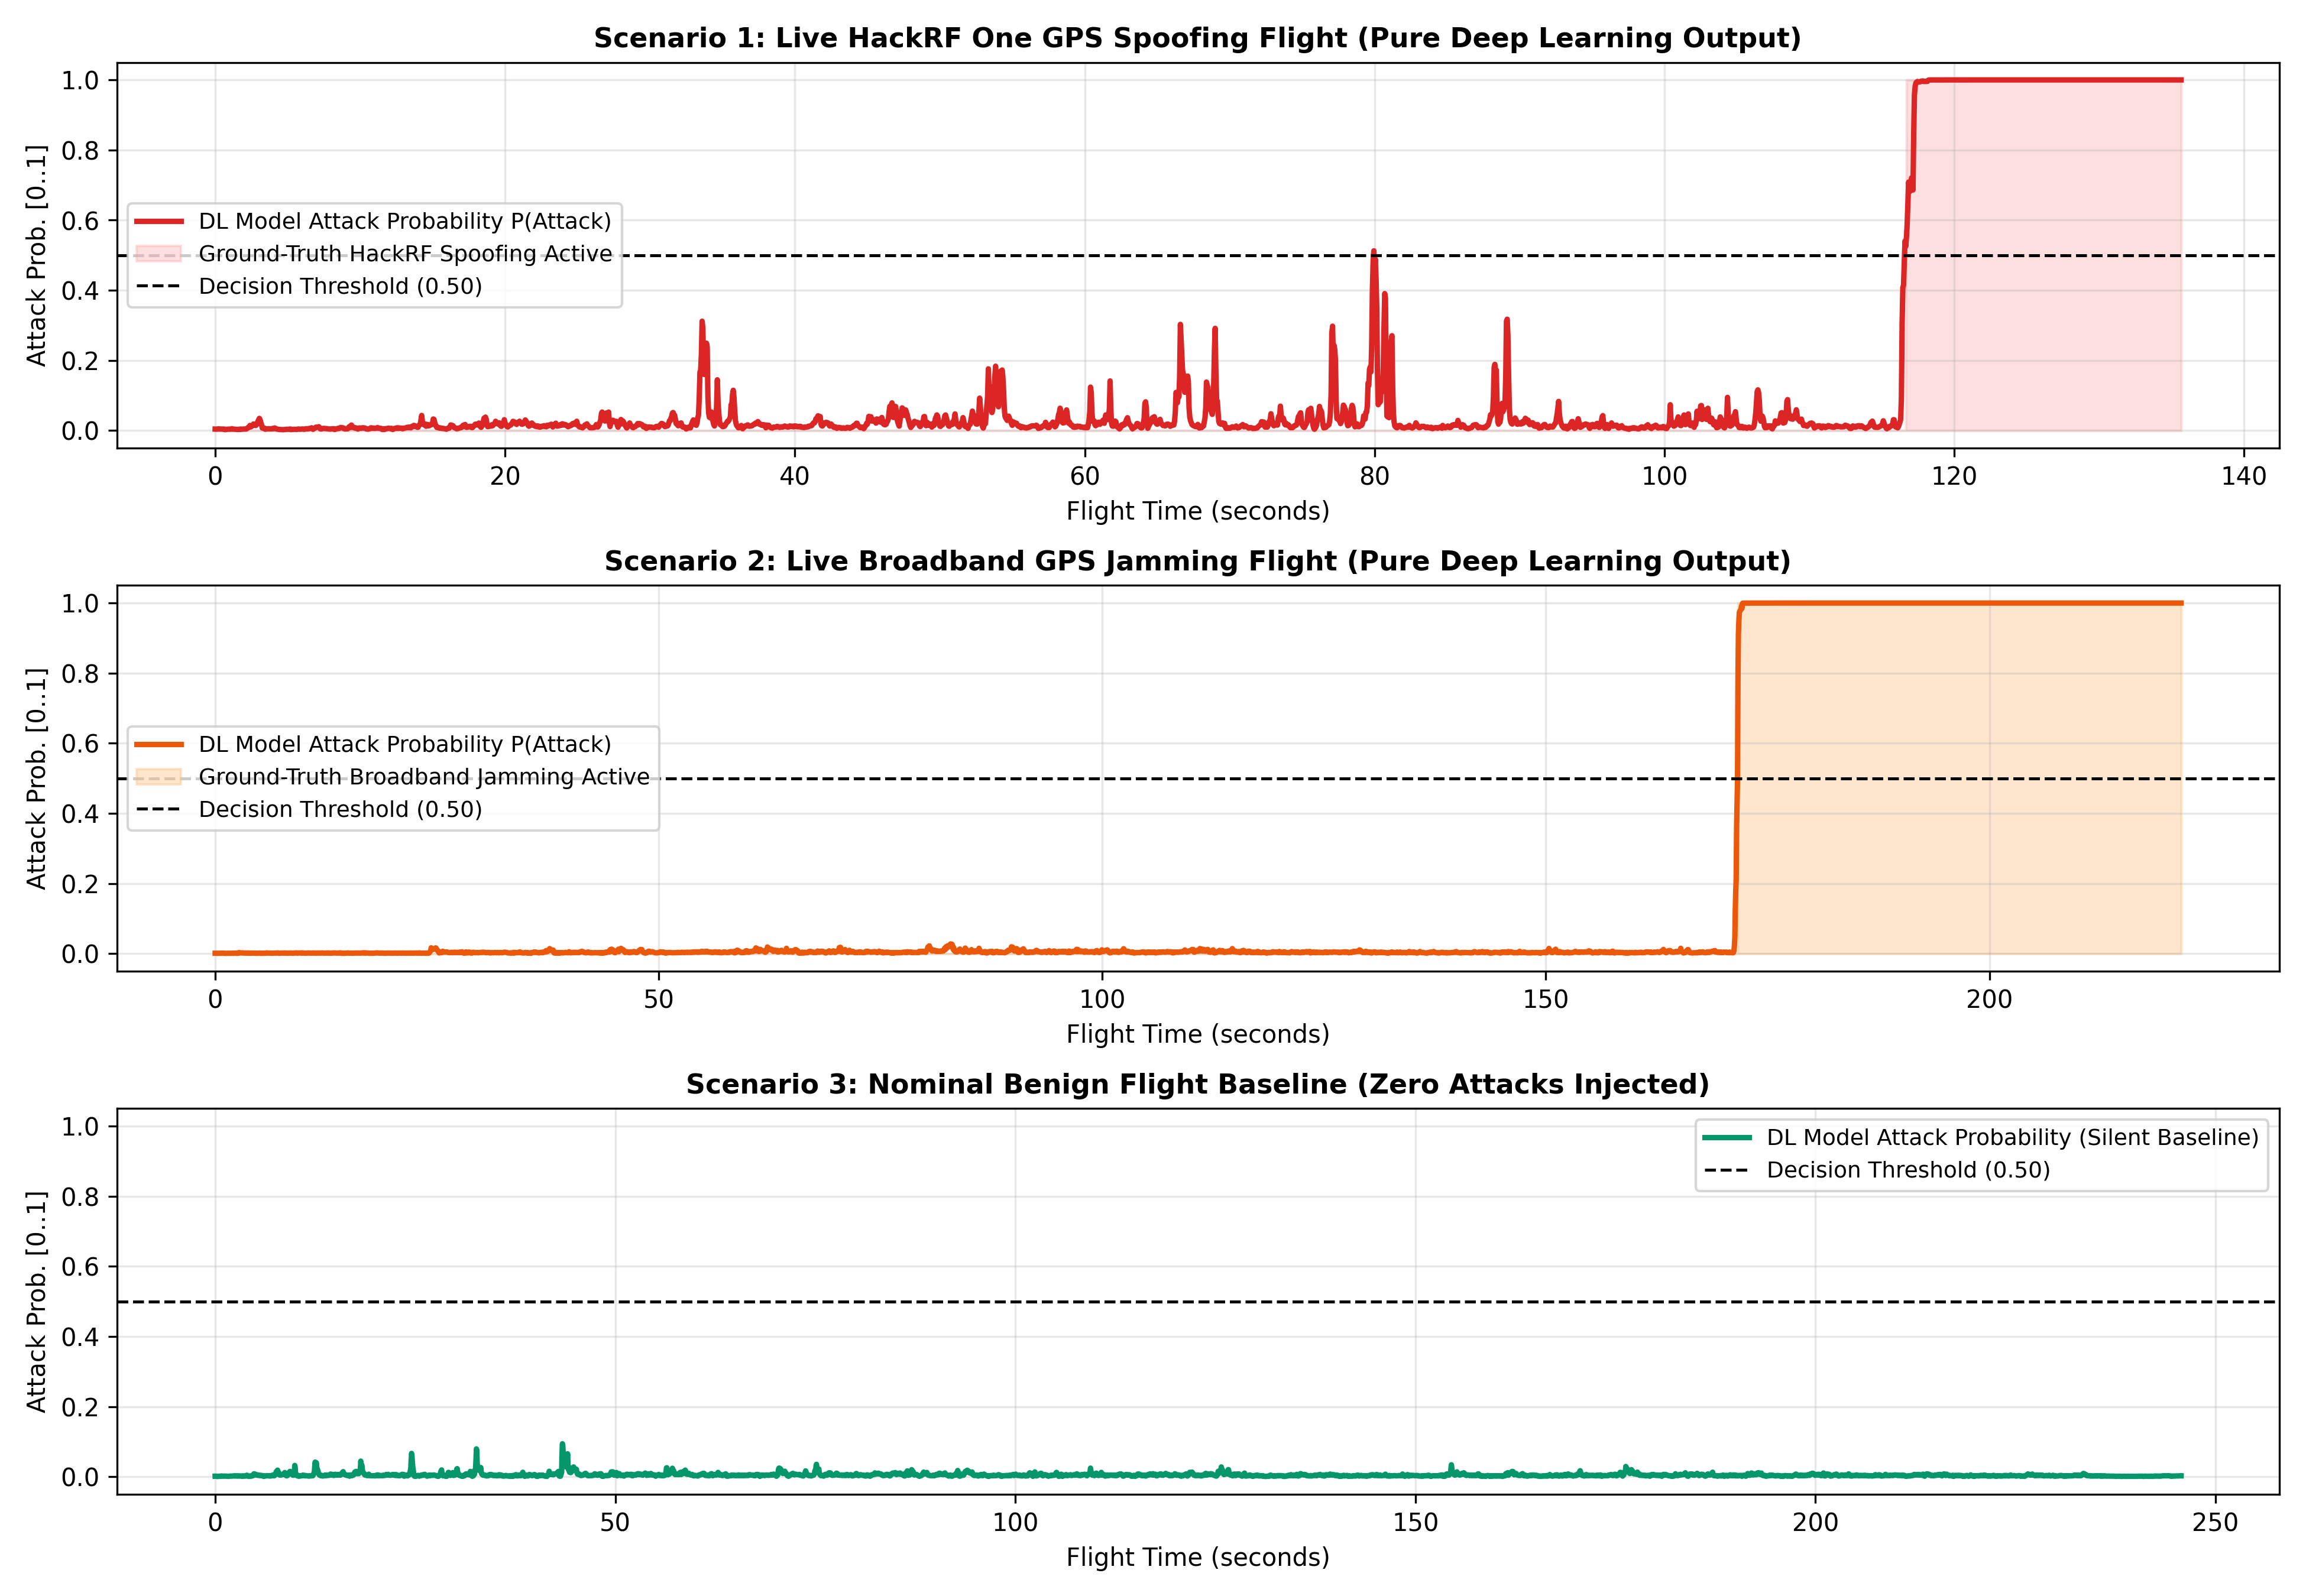 Scenario 1: Live HackRF One GPS Spoofing Flight (Pure Deep Learning Output)
Attack Prob. [0..1]
1.0
0.8
0.6
0.4
0.2
0.0
DL Model Attack Probability P(Attack)
Ground-Truth HackRF Spoofing Active
Decision Threshold (0.50)
0 20 40 60 80 100 120 140
Flight Time (seconds)
Scenario 2: Live Broadband GPS Jamming Flight (Pure Deep Learning Output)
Attack Prob. [0..1]
1.0
0.8
0.6
0.4
0.2
0.0
DL Model Attack Probability P(Attack)
Ground-Truth Broadband Jamming Active
Decision Threshold (0.50)
0 50 100 150 200
Flight Time (seconds)
Scenario 3: Nominal Benign Flight Baseline (Zero Attacks Injected)
Attack Prob. [0..1]
1.0
0.8
0.6
0.4
0.2
0.0
DL Model Attack Probability (Silent Baseline)
Decision Threshold (0.50)
0 50 100 150 200 250
Flight Time (seconds)